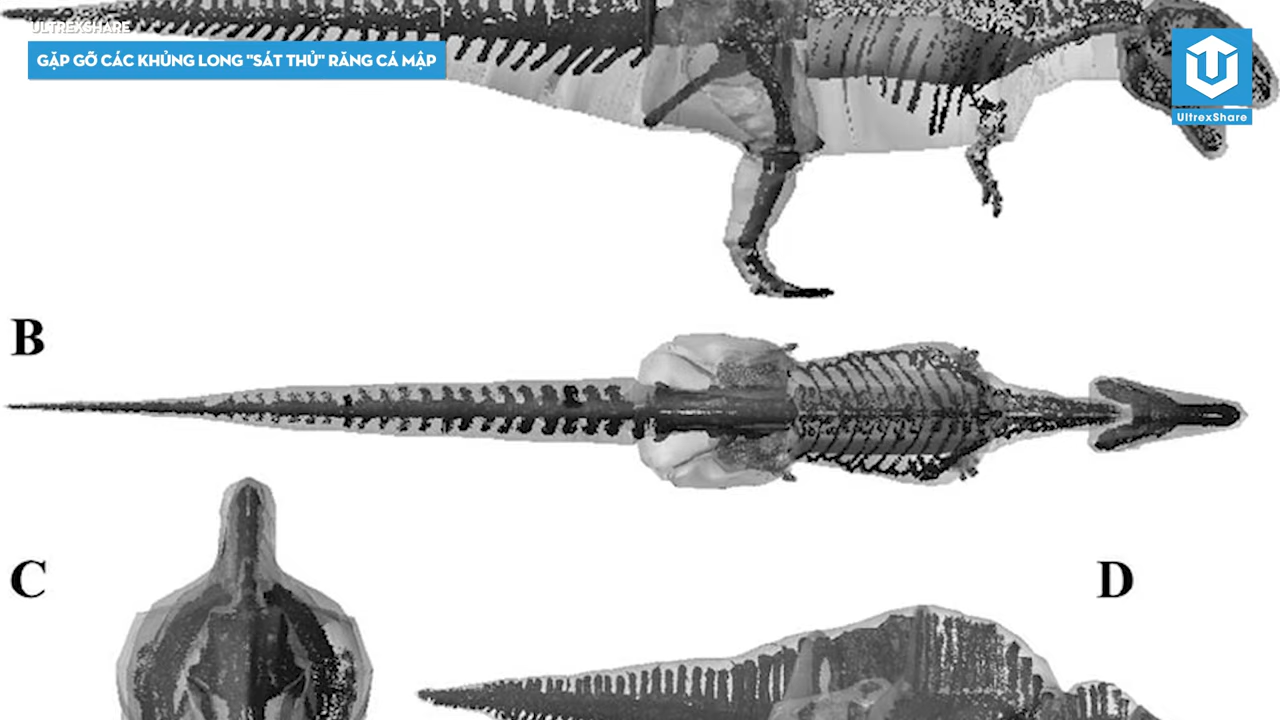 ULTREXSHARE
GẶP GỠ CÁC KHỦNG LONG "SÁT THỦ" RĂNG CÁ MẬP
UltrexShare
B
C
D